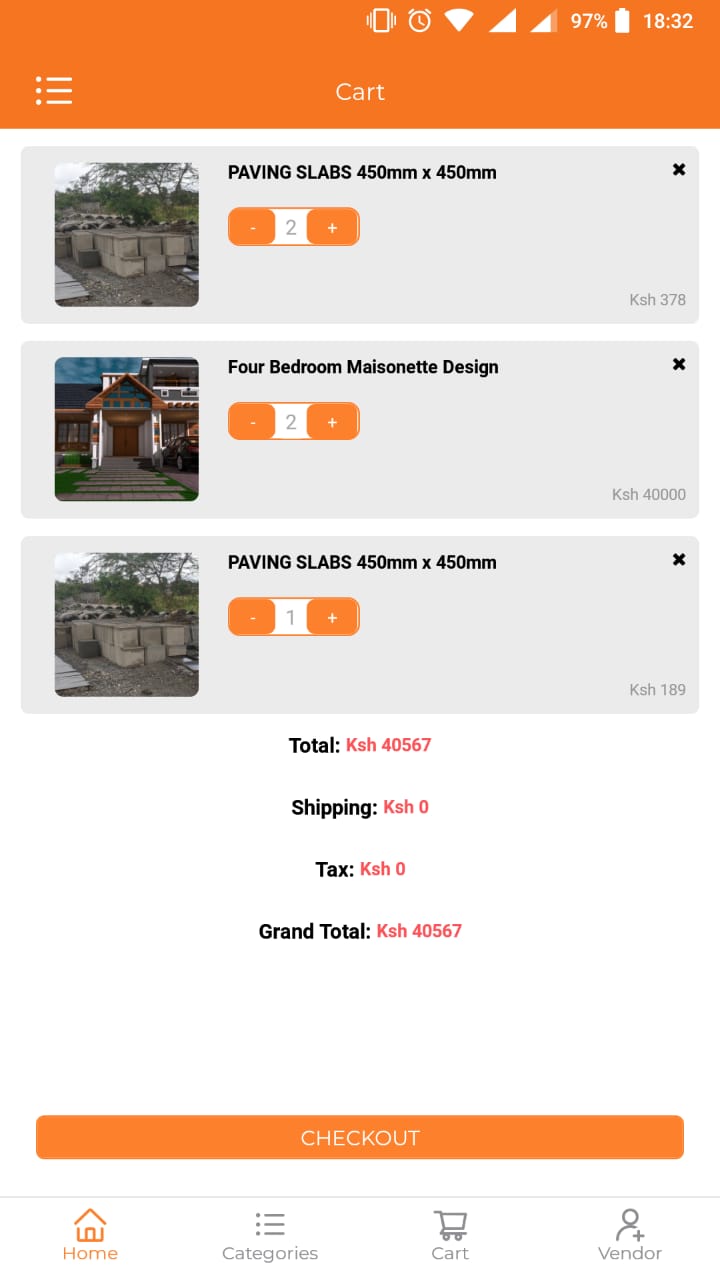 97% 18:32
Cart
PAVING SLABS 450mm x 450mm
- 2 +
Ksh 378
Four Bedroom Maisonette Design
- 2 +
Ksh 40000
PAVING SLABS 450mm x 450mm
- 1 +
Ksh 189
Total: Ksh 40567
Shipping: Ksh 0
Tax: Ksh 0
Grand Total: Ksh 40567
CHECKOUT
Home Categories Cart Vendor